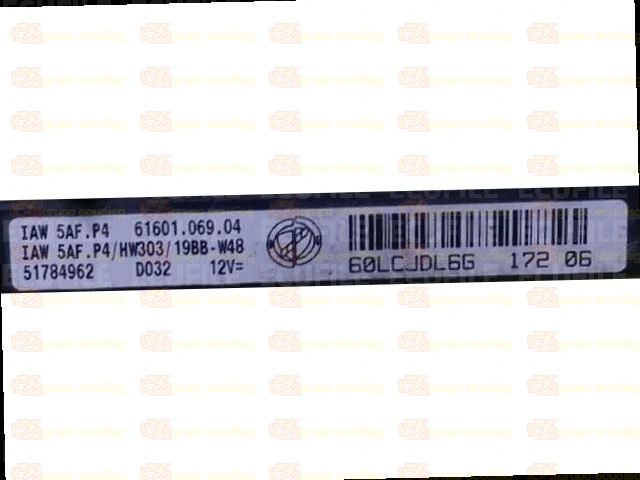 IAW 5AF.P4 61601.069.04
IAW 5AF.P4/HW303/19BB-W48
51784962 D032 12V=
60LCJDL6G 172 06